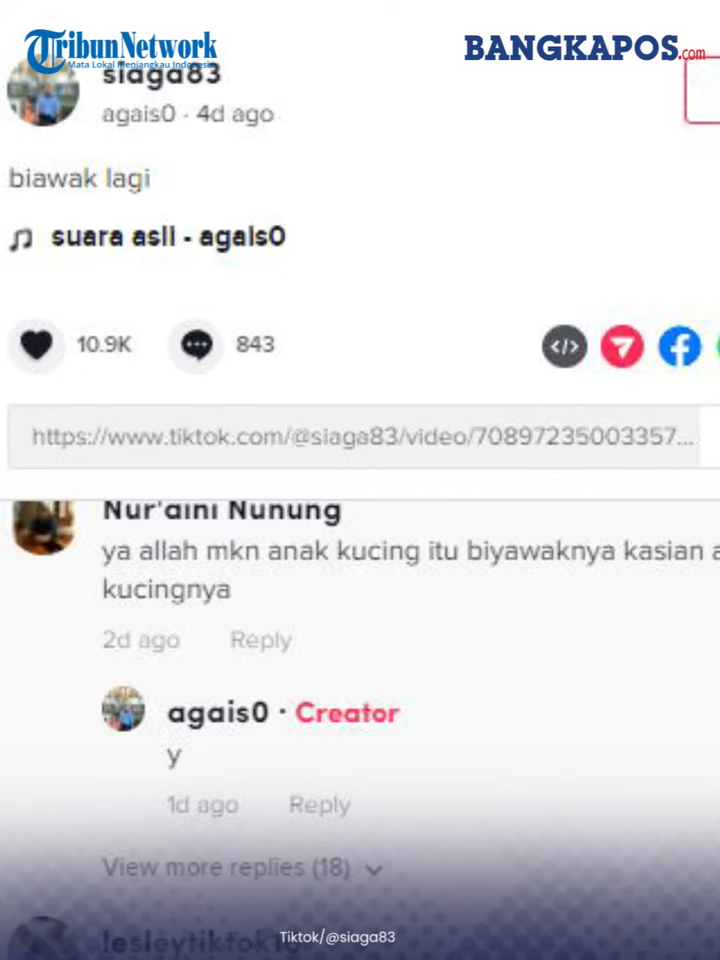 TribunNetwork
Mata Lokal Menjangkau Indonesia
BANGKAPOS.com
siaga83
agais0 · 4d ago
biawak lagi
suara asli - agais0
10.9K
843
https://www.tiktok.com/@siaga83/video/70897235003357...
Nur'aini Nunung
ya allah mkn anak kucing itu biyawaknya kasian a
kucingnya
2d ago Reply
agais0 · Creator
y
1d ago Reply
View more replies (18)
Tiktok/@siaga83